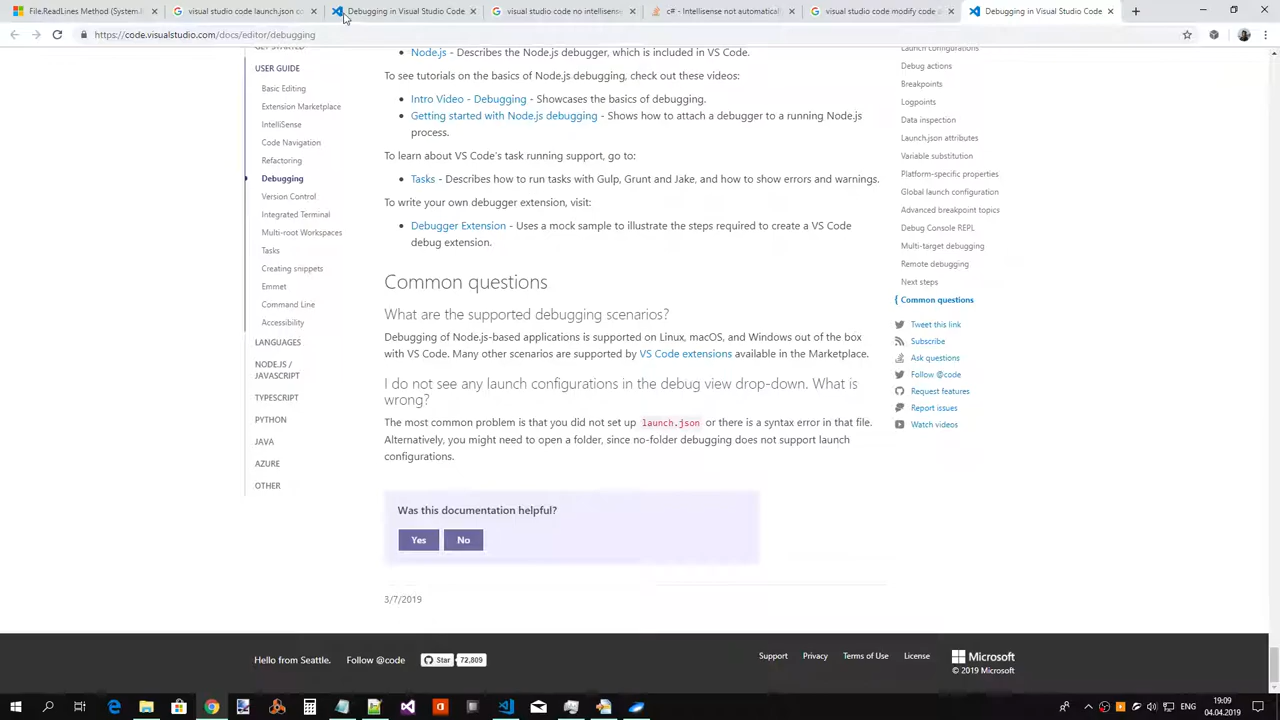 File.ReadLines Method (System.I
visual studio code launch.json co
Debugging in Visual Studio Code
visual studio code no intellisense
c# - Intellisense not automatical
visual studio code modify code
Debugging in Visual Studio Code
https://code.visualstudio.com/docs/editor/debugging
GET STARTED
USER GUIDE
Basic Editing
Extension Marketplace
IntelliSense
Code Navigation
Refactoring
Debugging
Version Control
Integrated Terminal
Multi-root Workspaces
Tasks
Creating snippets
Emmet
Command Line
Accessibility
LANGUAGES
NODE.JS /
JAVASCRIPT
TYPESCRIPT
PYTHON
JAVA
AZURE
OTHER
Node.js - Describes the Node.js debugger, which is included in VS Code.
To see tutorials on the basics of Node.js debugging, check out these videos:
Intro Video - Debugging - Showcases the basics of debugging.
Getting started with Node.js debugging - Shows how to attach a debugger to a running Node.js
process.
To learn about VS Code's task running support, go to:
Tasks - Describes how to run tasks with Gulp, Grunt and Jake, and how to show errors and warnings.
To write your own debugger extension, visit:
Debugger Extension - Uses a mock sample to illustrate the steps required to create a VS Code
debug extension.
Common questions
What are the supported debugging scenarios?
Debugging of Node.js-based applications is supported on Linux, macOS, and Windows out of the box
with VS Code. Many other scenarios are supported by VS Code extensions available in the Marketplace.
I do not see any launch configurations in the debug view drop-down. What is
wrong?
The most common problem is that you did not set up launch.json or there is a syntax error in that file.
Alternatively, you might need to open a folder, since no-folder debugging does not support launch
configurations.
Was this documentation helpful?
Yes
No
3/7/2019
Launch configurations
Debug actions
Breakpoints
Logpoints
Data inspection
Launch.json attributes
Variable substitution
Platform-specific properties
Global launch configuration
Advanced breakpoint topics
Debug Console REPL
Multi-target debugging
Remote debugging
Next steps
Common questions
Tweet this link
Subscribe
Ask questions
Follow @code
Request features
Report issues
Watch videos
Hello from Seattle.
Follow @code
Star
72,809
Support
Privacy
Terms of Use
License
Microsoft
© 2019 Microsoft
ENG
19:09
04.04.2019